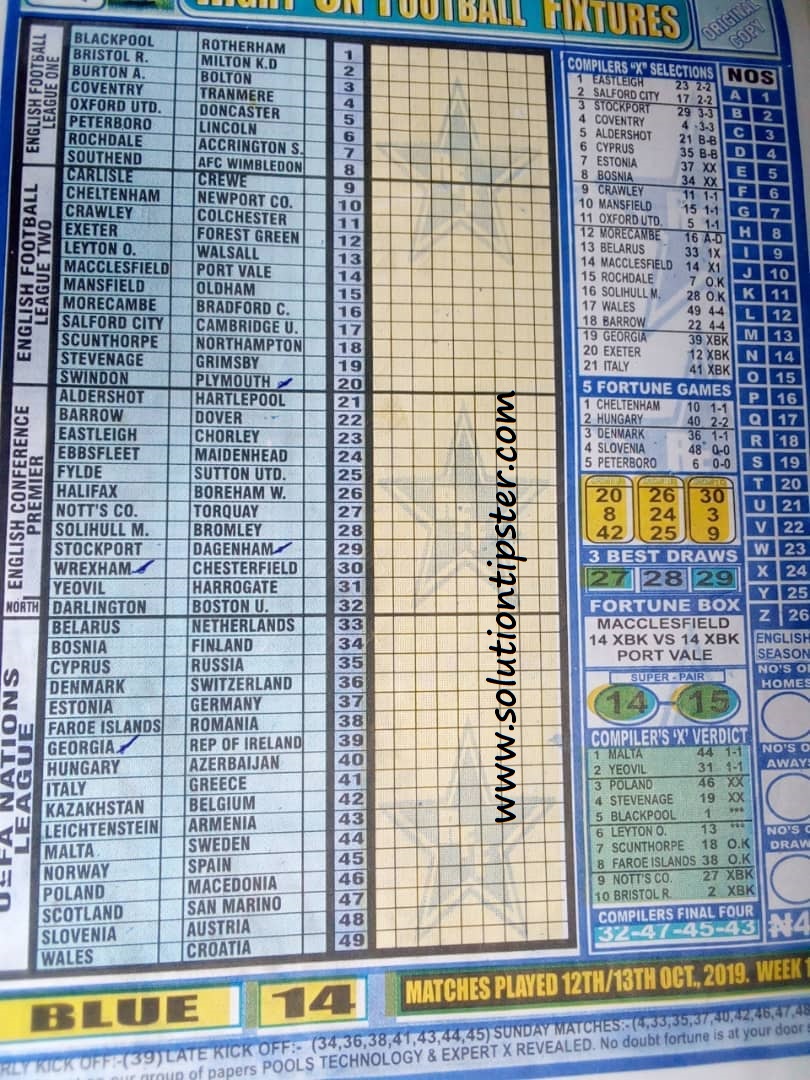 RIGHT ON FOOTBALL FIXTURES
ORIGINAL COPY
ENGLISH FOOTBALL LEAGUE ONE
BLACKPOOL ROTHERHAM 1
BRISTOL R. MILTON K.D 2
BURTON A. BOLTON 3
COVENTRY TRANMERE 4
OXFORD UTD. DONCASTER 5
PETERBORO LINCOLN 6
ROCHDALE ACCRINGTON S. 7
SOUTHEND AFC WIMBLEDON 8
ENGLISH FOOTBALL LEAGUE TWO
CARLISLE CREWE 9
CHELTENHAM NEWPORT CO. 10
CRAWLEY COLCHESTER 11
EXETER FOREST GREEN 12
LEYTON O. WALSALL 13
MACCLESFIELD PORT VALE 14
MANSFIELD OLDHAM 15
MORECAMBE BRADFORD C. 16
SALFORD CITY CAMBRIDGE U. 17
SCUNTHORPE NORTHAMPTON 18
STEVENAGE GRIMSBY 19
SWINDON PLYMOUTH 20
ENGLISH CONFERENCE PREMIER
ALDERSHOT HARTLEPOOL 21
BARROW DOVER 22
EASTLEIGH CHORLEY 23
EBBSFLEET MAIDENHEAD 24
FYLDE SUTTON UTD. 25
HALIFAX BOREHAM W. 26
NOTT'S CO. TORQUAY 27
SOLIHULL M. BROMLEY 28
STOCKPORT DAGENHAM 29
WREXHAM CHESTERFIELD 30
YEOVIL HARROGATE 31
NORTH DARLINGTON BOSTON U. 32
UEFA NATIONS LEAGUE
BELARUS NETHERLANDS 33
BOSNIA FINLAND 34
CYPRUS RUSSIA 35
DENMARK SWITZERLAND 36
ESTONIA GERMANY 37
FAROE ISLANDS ROMANIA 38
GEORGIA REP OF IRELAND 39
HUNGARY AZERBAIJAN 40
ITALY GREECE 41
KAZAKHSTAN BELGIUM 42
LEICHTENSTEIN ARMENIA 43
MALTA SWEDEN 44
NORWAY SPAIN 45
POLAND MACEDONIA 46
SCOTLAND SAN MARINO 47
SLOVENIA AUSTRIA 48
WALES CROATIA 49
www.solutiontipster.com
COMPILERS "X" SELECTIONS
1 EASTLEIGH 23 2-2
2 SALFORD CITY 17 2-2
3 STOCKPORT 29 3-3
4 COVENTRY 4 3-3
5 ALDERSHOT 21 B-B
6 CYPRUS 35 B-B
7 ESTONIA 37 XX
8 BOSNIA 34 XX
9 CRAWLEY 11 1-1
10 MANSFIELD 15 1-1
11 OXFORD UTD. 5 1-1
12 MORECAMBE 16 A-D
13 BELARUS 33 1X
14 MACCLESFIELD 14 X1
15 ROCHDALE 7 O.K
16 SOLIHULL M. 28 O.K
17 WALES 49 4-4
18 BARROW 22 4-4
19 GEORGIA 39 XBK
20 EXETER 12 XBK
21 ITALY 41 XBK
5 FORTUNE GAMES
1 CHELTENHAM 10 1-1
2 HUNGARY 40 2-2
3 DENMARK 36 1-1
4 SLOVENIA 48 0-0
5 PETERBORO 6 0-0
20 26 30
8 24 3
42 25 9
3 BEST DRAWS
27 28 29
FORTUNE BOX
MACCLESFIELD
14 XBK VS 14 XBK
PORT VALE
SUPER - PAIR
14-15
COMPILER'S 'X' VERDICT
1 MALTA 44 1-1
2 YEOVIL 31 1-1
3 POLAND 46 XX
4 STEVENAGE 19 XX
5 BLACKPOOL 1 ***
6 LEYTON O. 13 ***
7 SCUNTHORPE 18 O.K
8 FAROE ISLANDS 38 O.K
9 NOTT'S CO. 27 XBK
10 BRISTOL R. 2 XBK
COMPILERS FINAL FOUR
32-47-45-43
NOS
A 1
B 2
C 3
D 4
E 5
F 6
G 7
H 8
I 9
J 10
K 11
L 12
M 13
N 14
O 15
P 16
Q 17
R 18
S 19
T 20
U 21
V 22
W 23
X 24
Y 25
Z 26
ENGLISH
SEASON
NO'S O
HOMES
NO'S O
AWAYS
NO'S O
DRAW
₦4
BLUE 14
MATCHES PLAYED 12TH/13TH OCT., 2019. WEEK 1
RLY KICK OFF:-(39) LATE KICK OFF:- (34,36,38,41,43,44,45) SUNDAY MATCHES:-(4,33,35,37,40,42,46,47,48
our group of papers POOLS TECHNOLOGY & EXPERT X REVEALED. No doubt fortune is at your door s